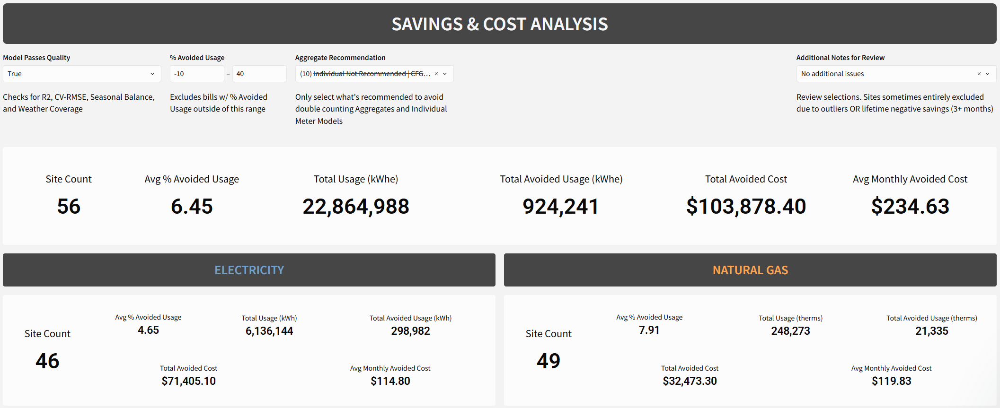 SAVINGS & COST ANALYSIS
Model Passes Quality
True
Checks for R2, CV-RMSE, Seasonal Balance,
and Weather Coverage
% Avoided Usage
-10 – 40
Excludes bills w/ % Avoided
Usage outside of this range
Aggregate Recommendation
(10) Individual Not Recommended | CFG...
Only select what's recommended to avoid
double counting Aggregates and Individual
Meter Models
Additional Notes for Review
No additional issues
Review selections. Sites sometimes entirely excluded
due to outliers OR lifetime negative savings (3+ months)
Site Count
56
Avg % Avoided Usage
6.45
Total Usage (kWhe)
22,864,988
Total Avoided Usage (kWhe)
924,241
Total Avoided Cost
$103,878.40
Avg Monthly Avoided Cost
$234.63
ELECTRICITY
Site Count
46
Avg % Avoided Usage
4.65
Total Usage (kWh)
6,136,144
Total Avoided Usage (kWh)
298,982
Total Avoided Cost
$71,405.10
Avg Monthly Avoided Cost
$114.80
NATURAL GAS
Site Count
49
Avg % Avoided Usage
7.91
Total Usage (therms)
248,273
Total Avoided Usage (therms)
21,335
Total Avoided Cost
$32,473.30
Avg Monthly Avoided Cost
$119.83